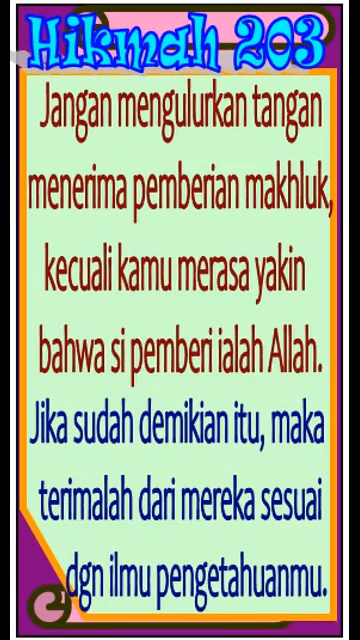 Hikmah 203
Jangan mengulurkan tangan
menerima pemberian makhluk,
kecuali kamu merasa yakin
bahwa si pemberi ialah Allah.
Jika sudah demikian itu, maka
terimalah dari mereka sesuai
dgn ilmu pengetahuanmu.